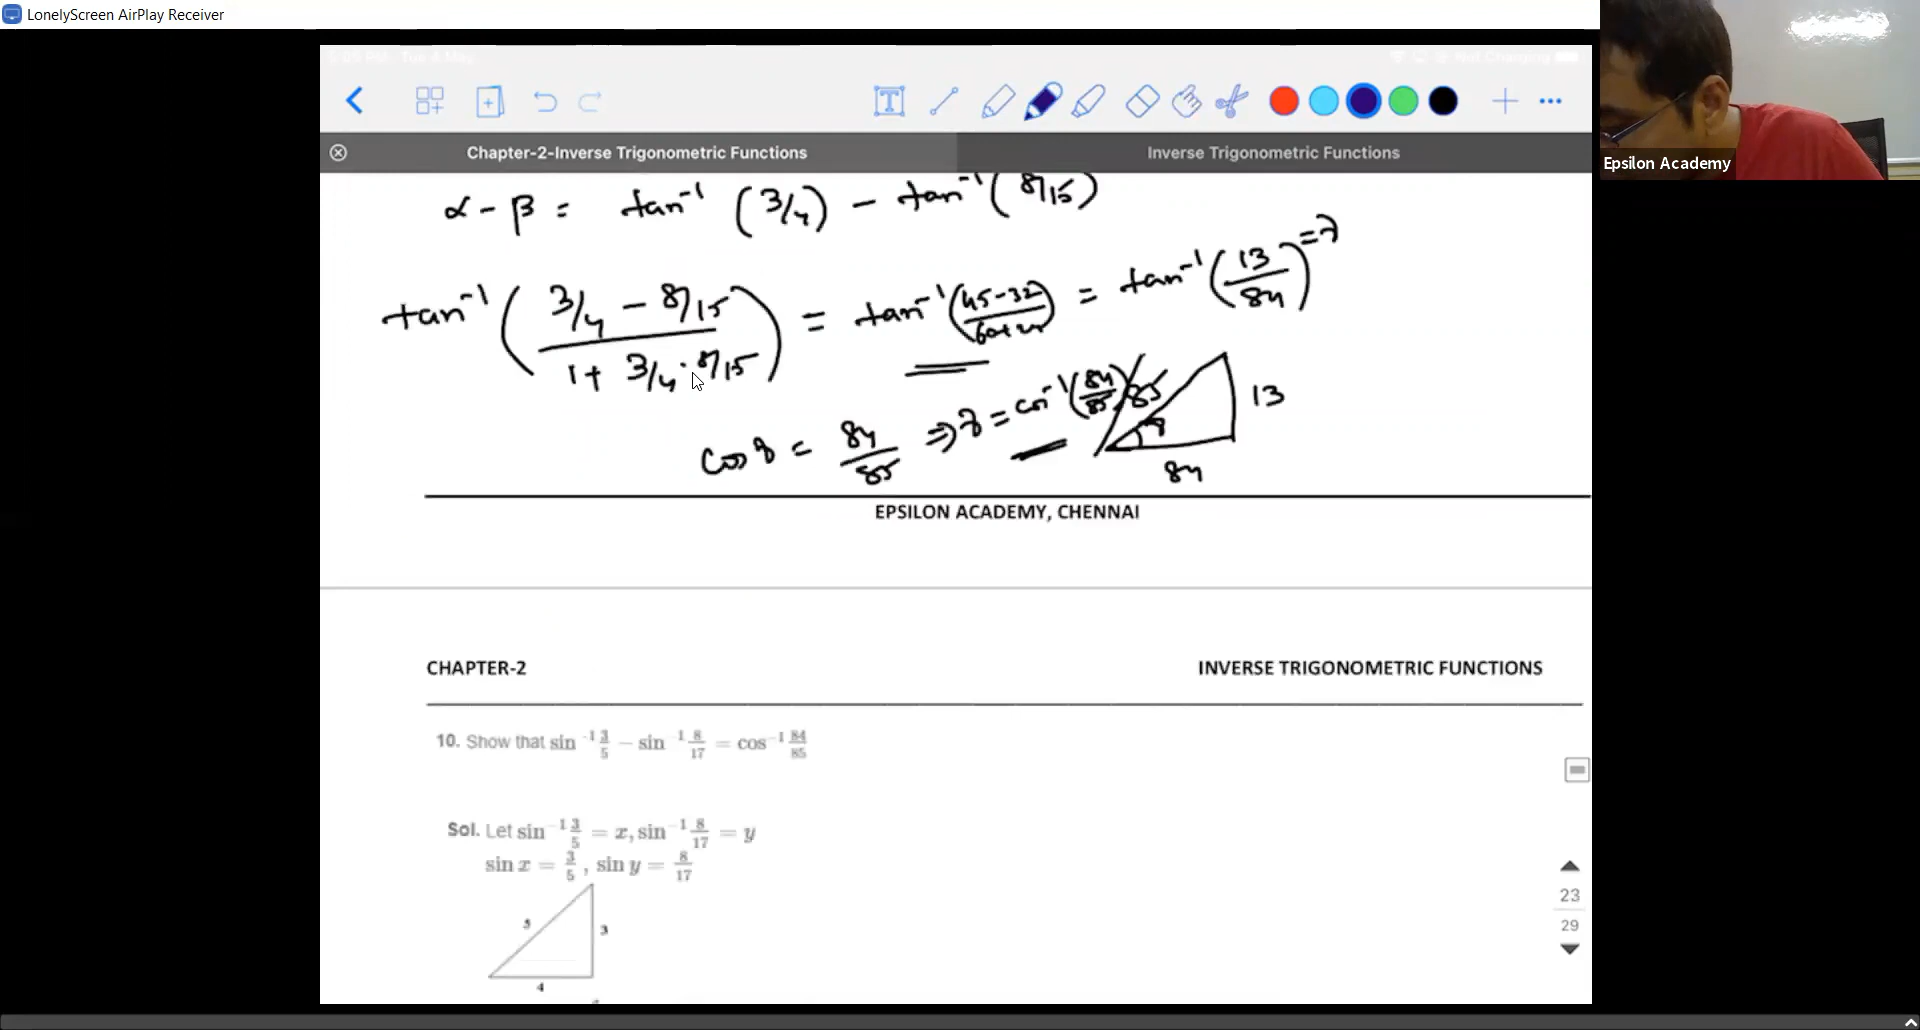 LonelyScreen AirPlay Receiver
Epsilon Academy
Chapter-2-Inverse Trigonometric Functions
Inverse Trigonometric Functions
α - β = tan⁻¹ (3/4) - tan⁻¹ (8/15)
tan⁻¹ ( (3/4 - 8/15) / (1 + 3/4 · 8/15) ) = tan⁻¹ ( (45-32) / ) = tan⁻¹ (13/84) = γ
cos γ = 84/85 ⇒ γ = cos⁻¹ (84/85)
85
γ
13
84
EPSILON ACADEMY, CHENNAI
CHAPTER-2
INVERSE TRIGONOMETRIC FUNCTIONS
10. Show that sin ⁻¹ 3/5 - sin ⁻¹ 8/17 = cos⁻¹ 84/85
Sol. Let sin⁻¹ 3/5 = x, sin⁻¹ 8/17 = y
sin x = 3/5 , sin y = 8/17
5
3
4
23
29